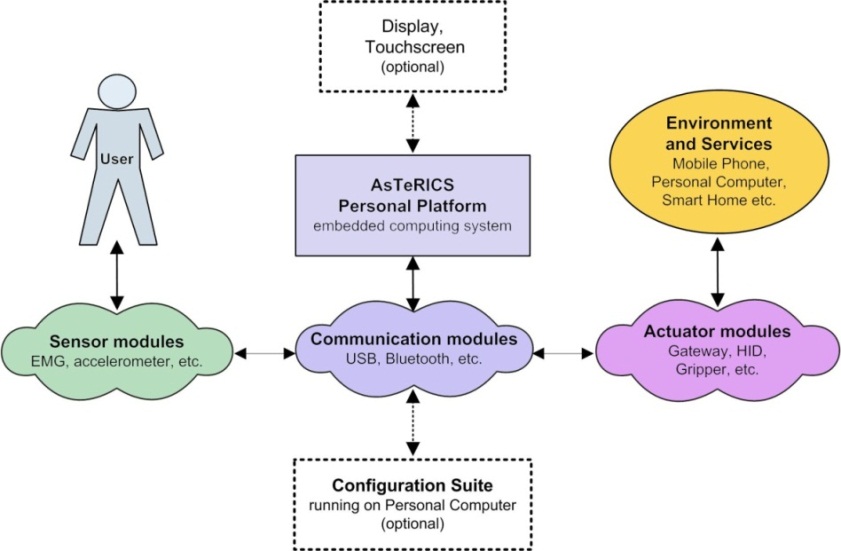 Display,
Touchscreen
(optional)
User
AsTeRICS
Personal Platform
embedded computing system
Environment
and Services
Mobile Phone,
Personal Computer,
Smart Home etc.
Sensor modules
EMG, accelerometer, etc.
Communication modules
USB, Bluetooth, etc.
Actuator modules
Gateway, HID,
Gripper, etc.
Configuration Suite
running on Personal Computer
(optional)